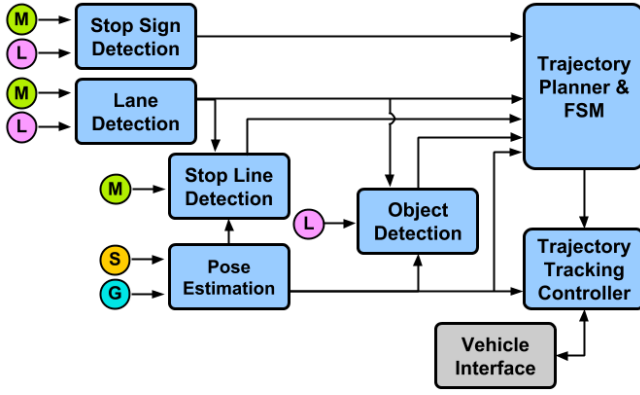 M
L
Stop Sign
Detection
Trajectory
Planner &
FSM
M
L
Lane
Detection
M
Stop Line
Detection
L
Object
Detection
S
G
Pose
Estimation
Trajectory
Tracking
Controller
Vehicle
Interface